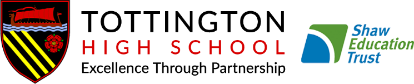 TOTTINGTON
HIGH SCHOOL
Excellence Through Partnership
Shaw
Education
Trust